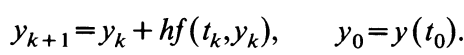 y_{k+1} = y_k + hf(t_k, y_k), y_0 = y(t_0).